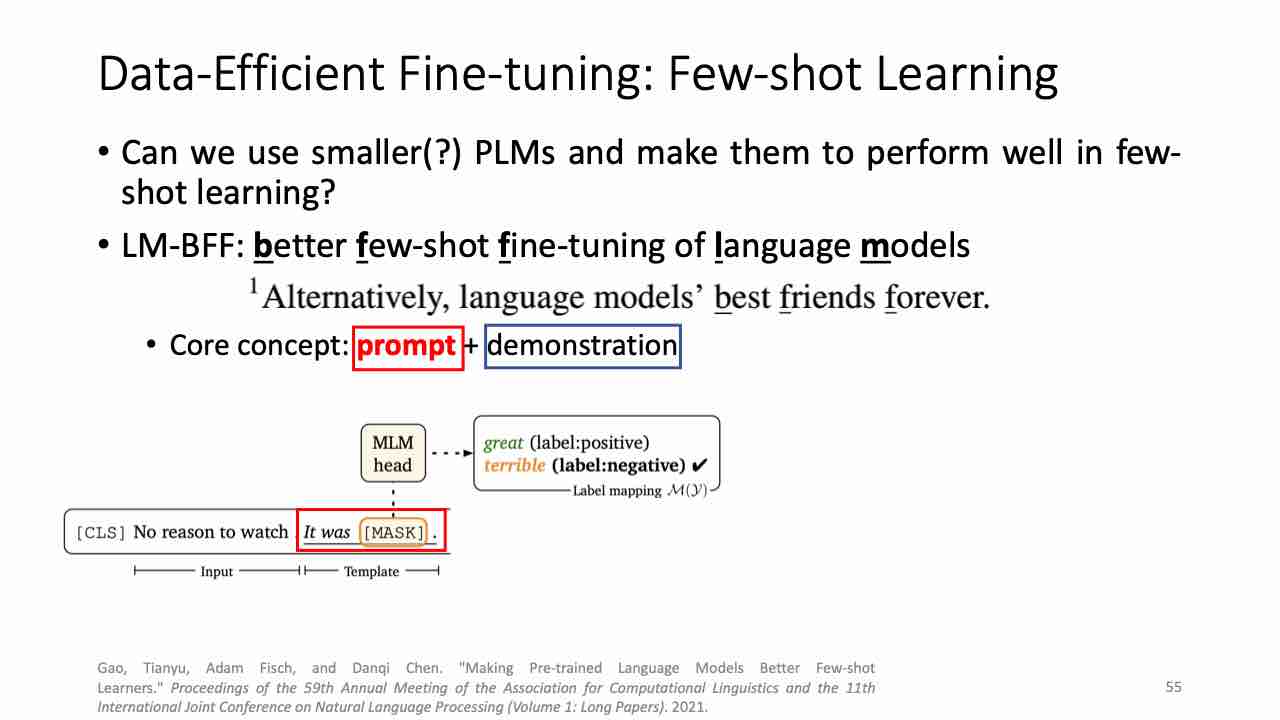 Data-Efficient Fine-tuning: Few-shot Learning
• Can we use smaller(?) PLMs and make them to perform well in few-
shot learning?
• LM-BFF: better few-shot fine-tuning of language models
1 Alternatively, language models' best friends forever.
• Core concept: prompt + demonstration
MLM
head
great (label:positive)
terrible (label:negative) ✔
Label mapping M(Y)
[CLS] No reason to watch . It was [MASK] .
Input
Template
Gao, Tianyu, Adam Fisch, and Danqi Chen. "Making Pre-trained Language Models Better Few-shot
Learners." Proceedings of the 59th Annual Meeting of the Association for Computational Linguistics and the 11th
International Joint Conference on Natural Language Processing (Volume 1: Long Papers). 2021.
55